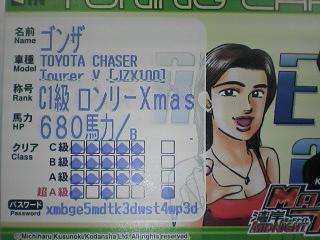 TUNING CAR
名前 Name ゴンザ
車種 Model TOYOTA CHASER
Tourer V [JZX100]
称号 Rank C1級 ロンリーXmas
馬力 HP 680馬力/B
クリア Class
C級
B級
A級
超A級
パスワード Password
xmbge5mdtk3dwst4wp3d
湾岸
MIDNIGHT
©Michiharu Kusunoki/Kodansha Ltd. All rights